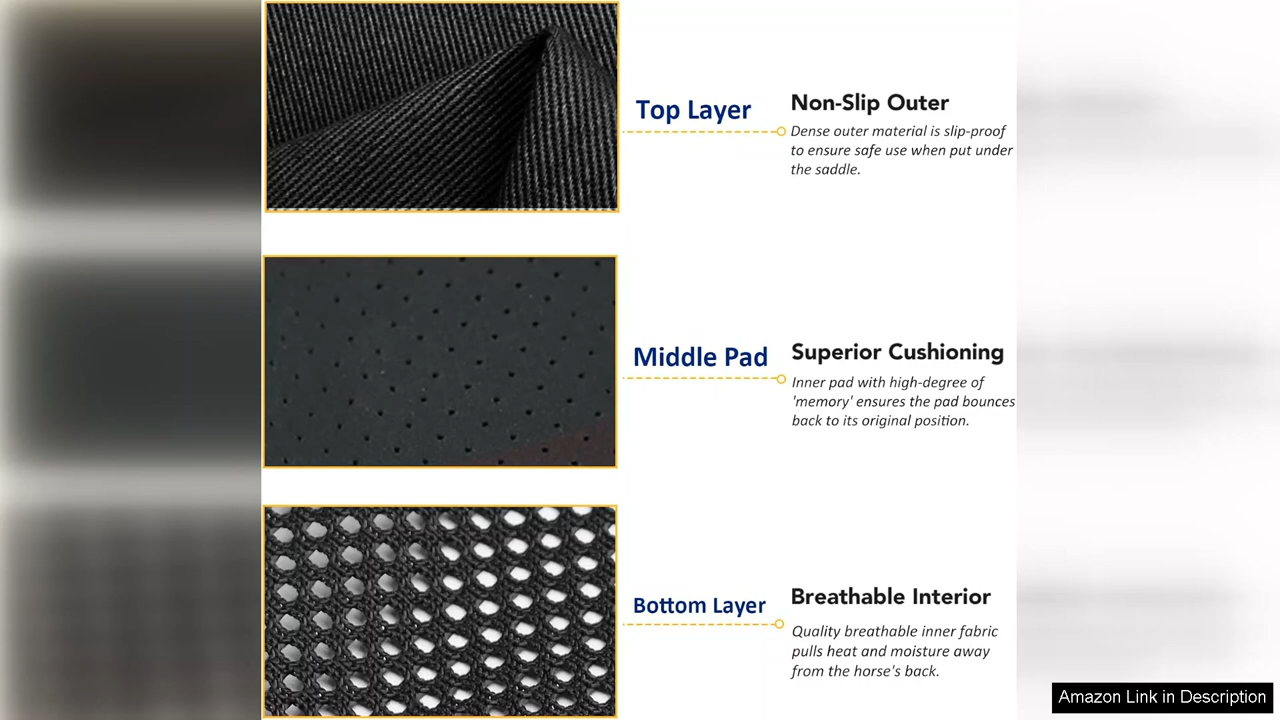 Top Layer
Non-Slip Outer
Dense outer material is slip-proof
to ensure safe use when put under
the saddle.
Middle Pad
Superior Cushioning
Inner pad with high-degree of
'memory' ensures the pad bounces
back to its original position.
Bottom Layer
Breathable Interior
Quality breathable inner fabric
pulls heat and moisture away
from the horse's back.
Amazon Link in Description